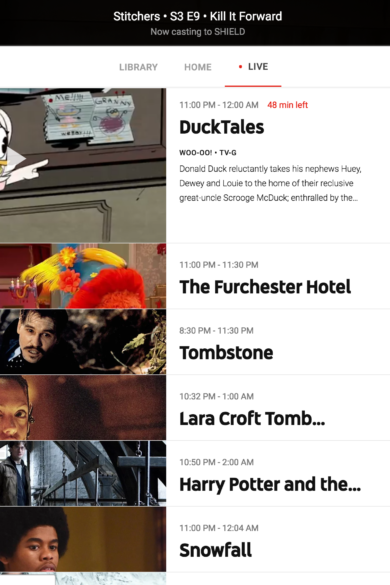 Stitchers • S3 E9 • Kill It Forward
Now casting to SHIELD
LIBRARY HOME • LIVE
11:00 PM - 12:00 AM 48 min left
DuckTales
WOO-OO! • TV-G
Donald Duck reluctantly takes his nephews Huey,
Dewey and Louie to the home of their reclusive
great-uncle Scrooge McDuck; enthralled by the...
11:00 PM - 11:30 PM
The Furchester Hotel
8:30 PM - 11:30 PM
Tombstone
10:32 PM - 1:00 AM
Lara Croft Tomb...
10:50 PM - 2:00 AM
Harry Potter and the...
11:00 PM - 12:04 AM
Snowfall